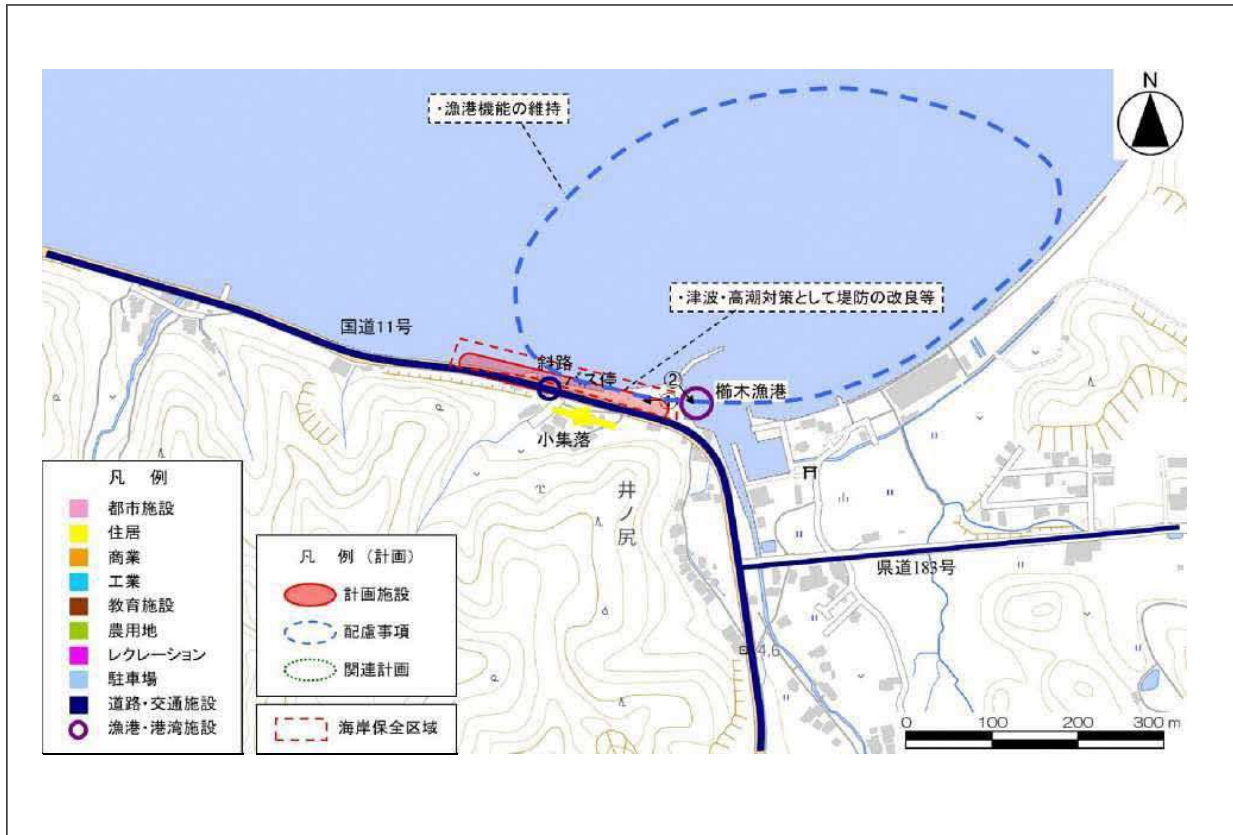 N
・漁港機能の維持
・津波・高潮対策として堤防の改良等
国道11号
斜路
バス停
②
櫛木漁港
小集落
井ノ尻
県道183号
4.6
凡 例
都市施設
住居
商業
工業
教育施設
農用地
レクレーション
駐車場
道路・交通施設
漁港・港湾施設
凡 例 (計画)
計画施設
配慮事項
関連計画
海岸保全区域
0 100 200 300 m